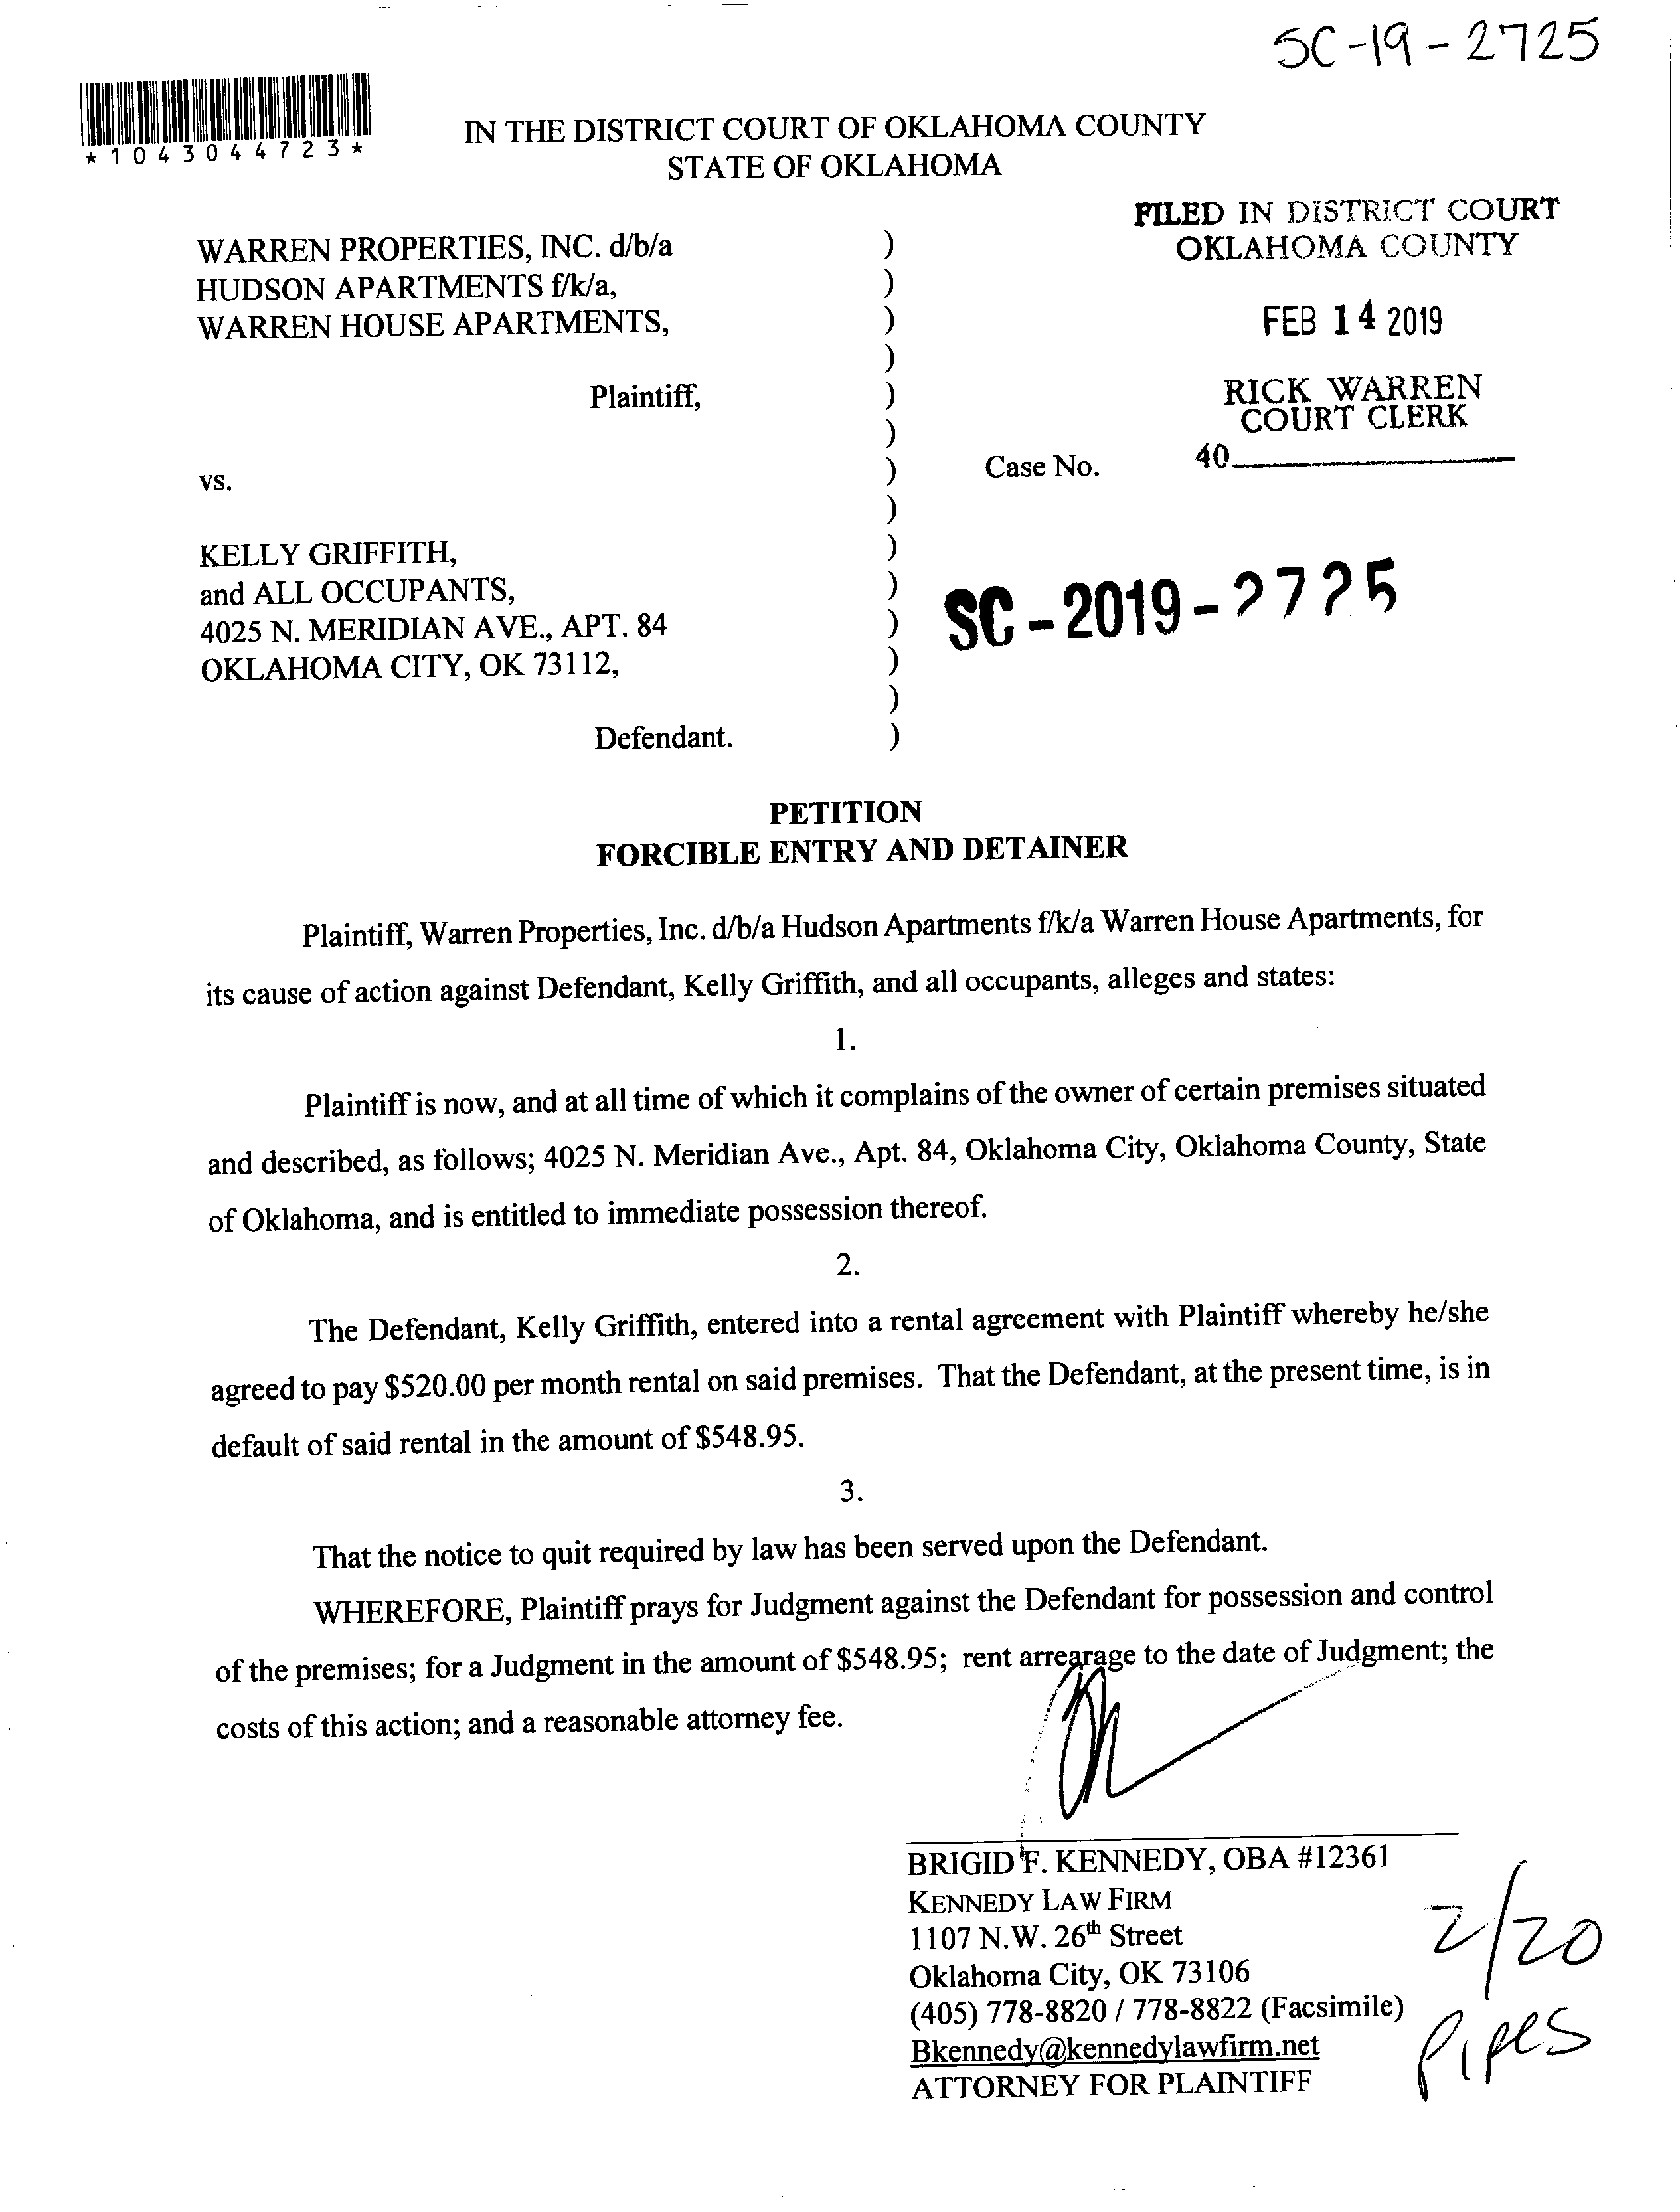 SC-19-2725
*1043044723*
IN THE DISTRICT COURT OF OKLAHOMA COUNTY
STATE OF OKLAHOMA
FILED IN DISTRICT COURT
OKLAHOMA COUNTY
WARREN PROPERTIES, INC. d/b/a )
HUDSON APARTMENTS f/k/a, )
WARREN HOUSE APARTMENTS, )
FEB 14 2019
)
Plaintiff, )
RICK WARREN
COURT CLERK
)
vs. ) Case No. 40
)
KELLY GRIFFITH, )
and ALL OCCUPANTS, )
4025 N. MERIDIAN AVE., APT. 84 )
SC-2019-2725
OKLAHOMA CITY, OK 73112, )
)
Defendant. )
PETITION
FORCIBLE ENTRY AND DETAINER
Plaintiff, Warren Properties, Inc. d/b/a Hudson Apartments f/k/a Warren House Apartments, for
its cause of action against Defendant, Kelly Griffith, and all occupants, alleges and states:
1.
Plaintiff is now, and at all time of which it complains of the owner of certain premises situated
and described, as follows; 4025 N. Meridian Ave., Apt. 84, Oklahoma City, Oklahoma County, State
of Oklahoma, and is entitled to immediate possession thereof.
2.
The Defendant, Kelly Griffith, entered into a rental agreement with Plaintiff whereby he/she
agreed to pay $520.00 per month rental on said premises. That the Defendant, at the present time, is in
default of said rental in the amount of $548.95.
3.
That the notice to quit required by law has been served upon the Defendant.
WHEREFORE, Plaintiff prays for Judgment against the Defendant for possession and control
of the premises; for a Judgment in the amount of $548.95; rent arrearage to the date of Judgment; the
costs of this action; and a reasonable attorney fee.
BRIGID F. KENNEDY, OBA #12361
KENNEDY LAW FIRM
1107 N.W. 26th Street
Oklahoma City, OK 73106
(405) 778-8820 / 778-8822 (Facsimile)
Bkennedy@kennedylawfirm.net
ATTORNEY FOR PLAINTIFF
2/20
Pipes